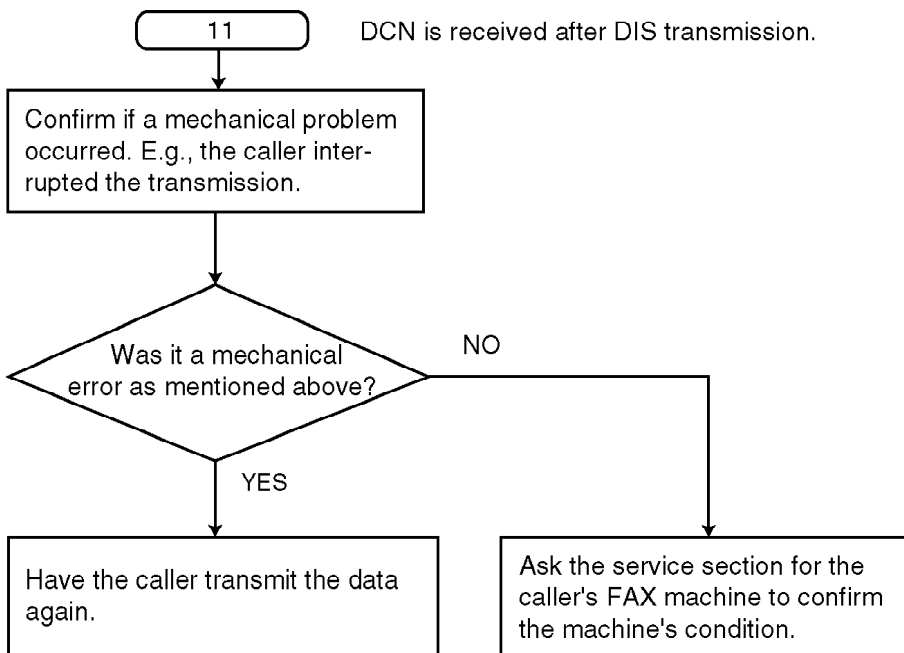 11
DCN is received after DIS transmission.
Confirm if a mechanical problem
occurred. E.g., the caller inter-
rupted the transmission.
Was it a mechanical
error as mentioned above?
NO
YES
Have the caller transmit the data
again.
Ask the service section for the
caller's FAX machine to confirm
the machine's condition.